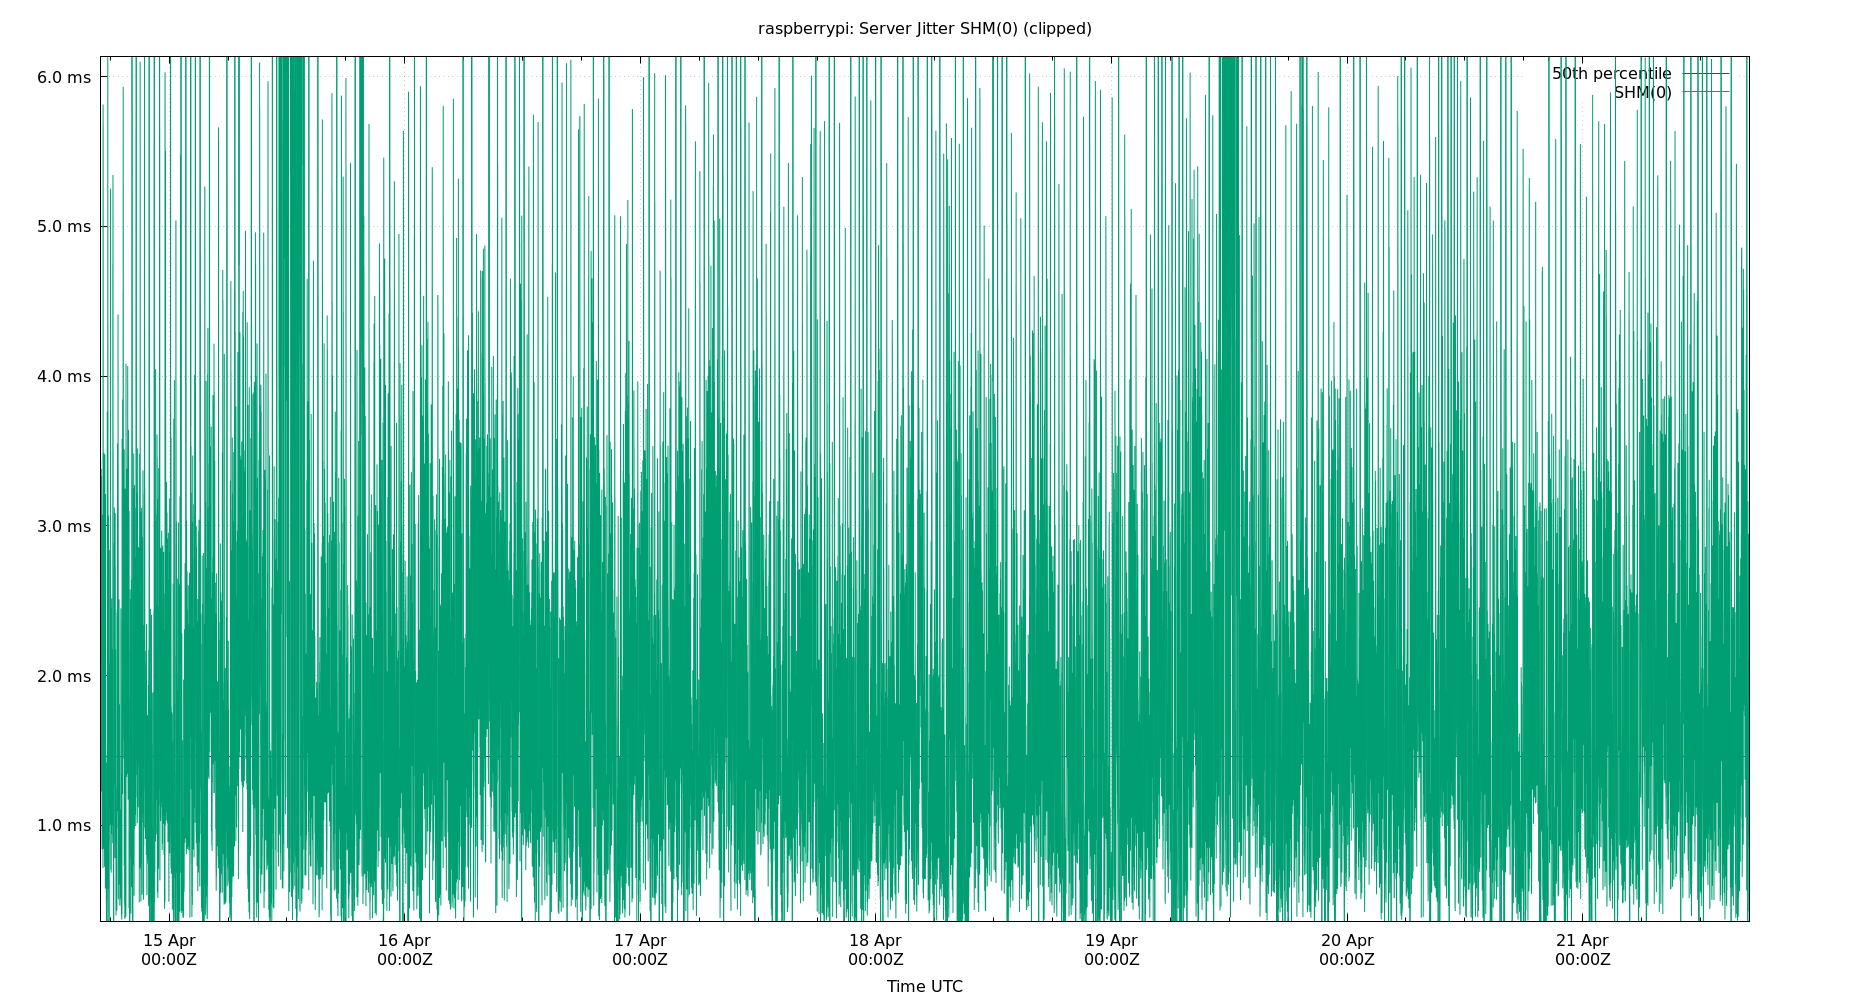 raspberrypi: Server Jitter SHM(0) (clipped)
50th percentile
SHM(0)
6.0 ms
5.0 ms
4.0 ms
3.0 ms
2.0 ms
1.0 ms
15 Apr 16 Apr 17 Apr 18 Apr 19 Apr 20 Apr 21 Apr
00:00Z 00:00Z 00:00Z 00:00Z 00:00Z 00:00Z 00:00Z
Time UTC